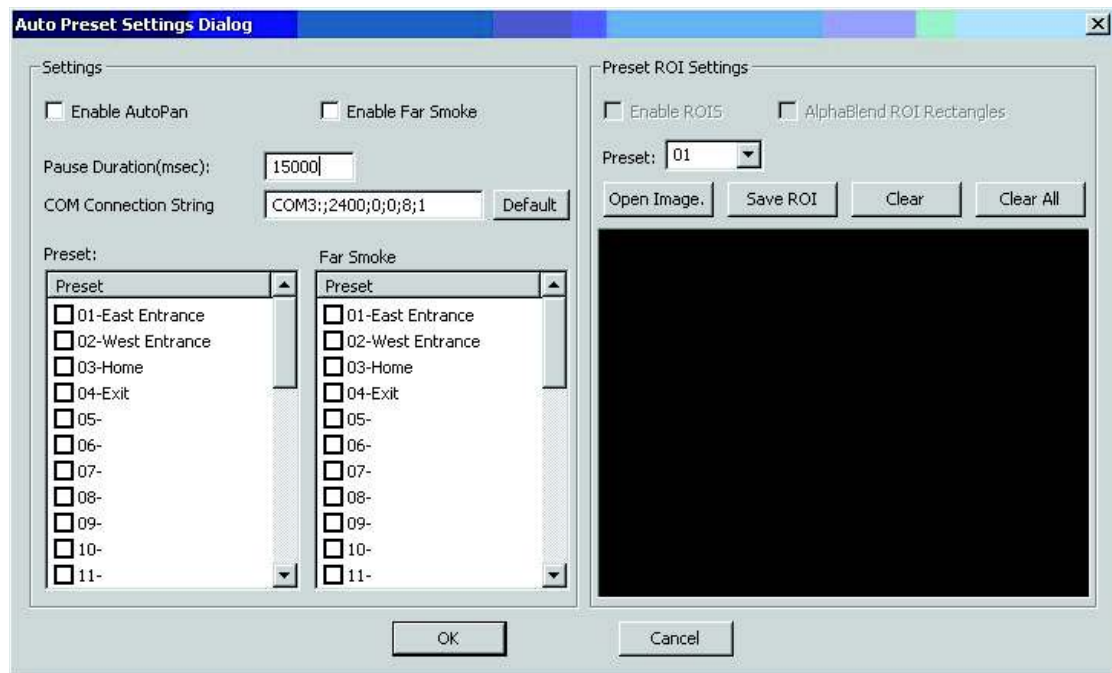 Auto Preset Settings Dialog
Settings
Enable AutoPan
Enable Far Smoke
Pause Duration(msec):
15000
COM Connection String
COM3:;2400;0;0;8;1
Default
Preset:
Preset
01-East Entrance
02-West Entrance
03-Home
04-Exit
05-
06-
07-
08-
09-
10-
11-
Far Smoke
Preset
01-East Entrance
02-West Entrance
03-Home
04-Exit
05-
06-
07-
08-
09-
10-
11-
Preset ROI Settings
Enable ROIS
AlphaBlend ROI Rectangles
Preset:
01
Open Image.
Save ROI
Clear
Clear All
OK
Cancel